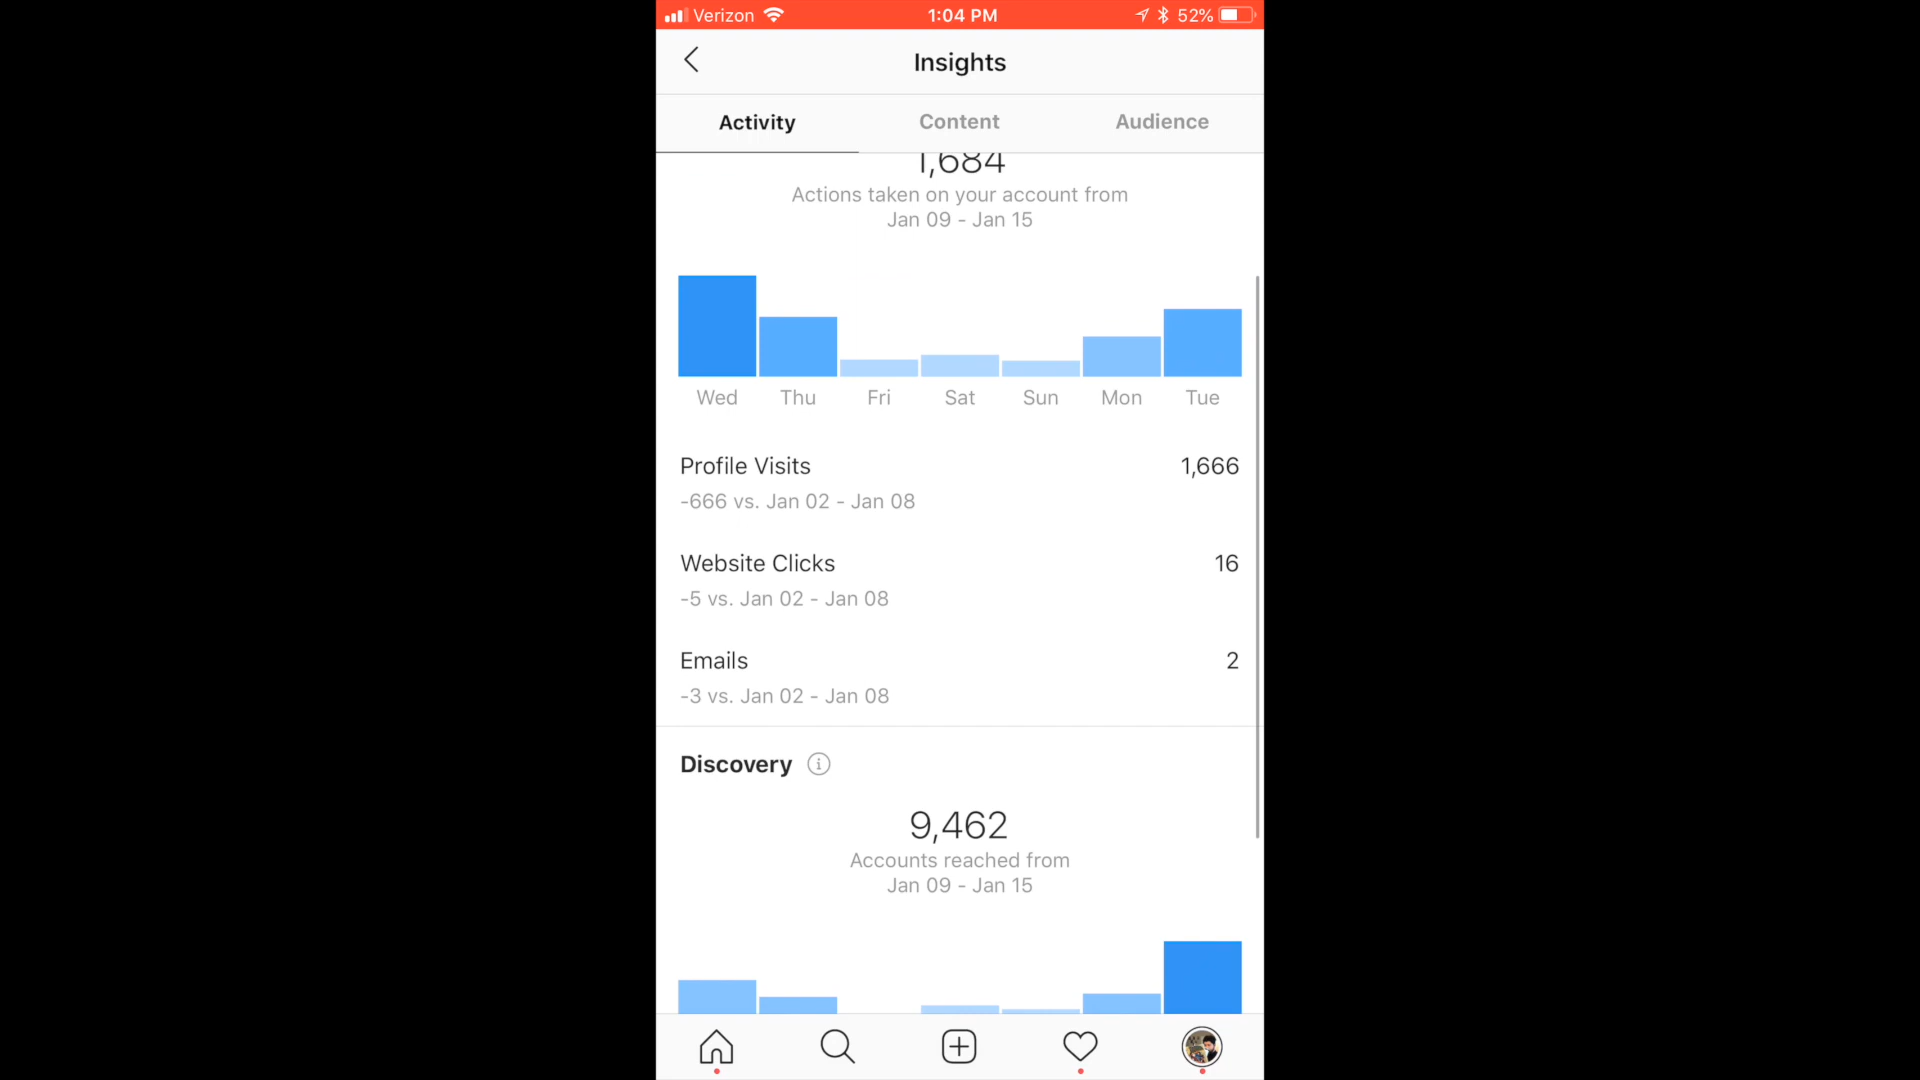 Verizon 1:04 PM 52%
Insights
Activity Content Audience
1,684
Actions taken on your account from
Jan 09 - Jan 15
Wed Thu Fri Sat Sun Mon Tue
Profile Visits 1,666
-666 vs. Jan 02 - Jan 08
Website Clicks 16
-5 vs. Jan 02 - Jan 08
Emails 2
-3 vs. Jan 02 - Jan 08
Discovery
9,462
Accounts reached from
Jan 09 - Jan 15